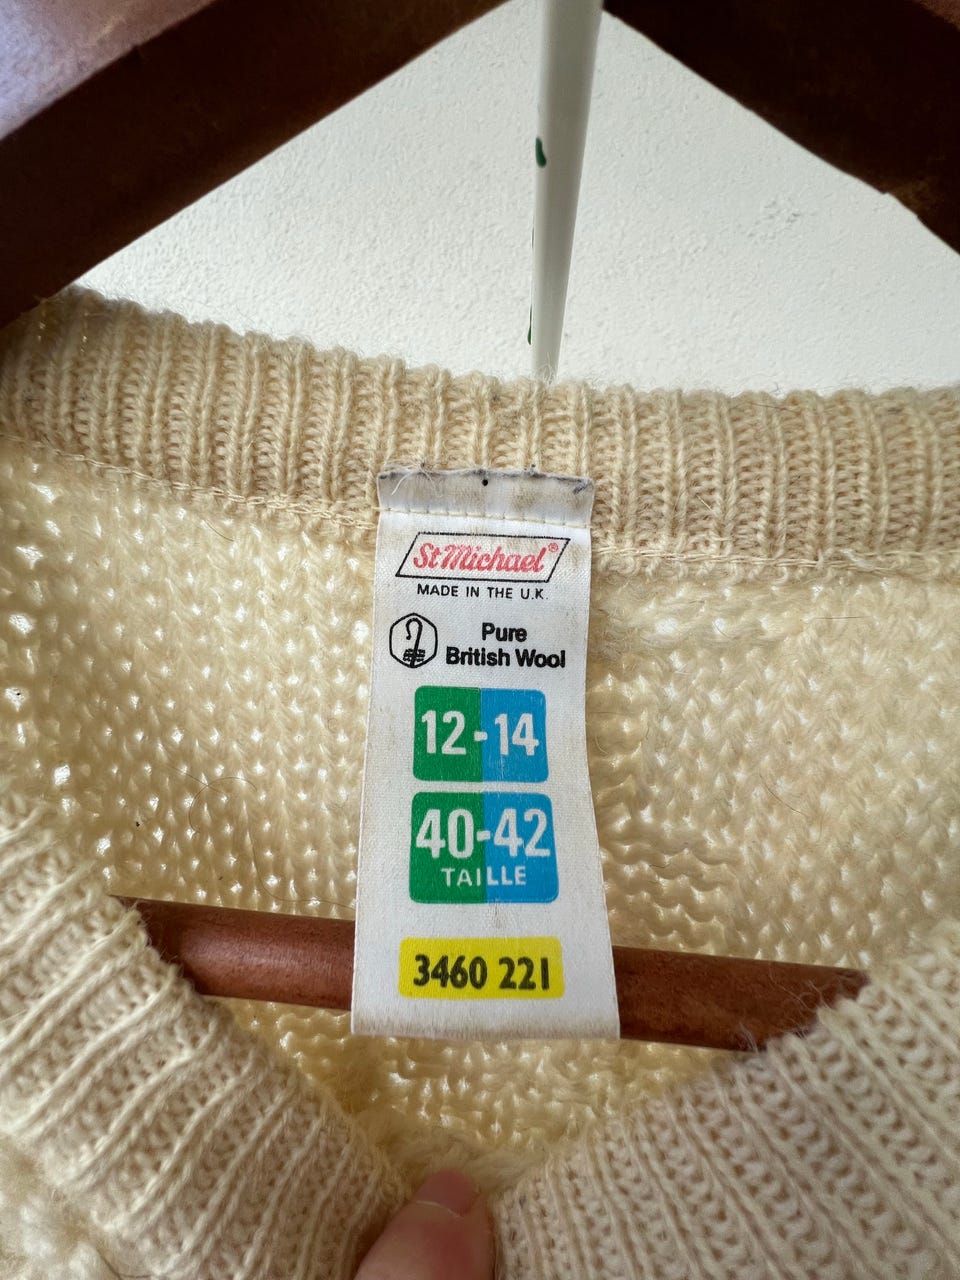 St Michael®
MADE IN THE U.K.
Pure
British Wool
12-14
40-42
TAILLE
3460 221